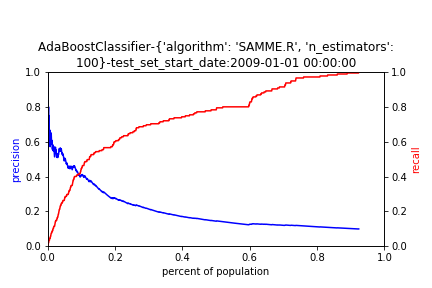 AdaBoostClassifier-{'algorithm': 'SAMME.R', 'n_estimators':
100}-test_set_start_date:2009-01-01 00:00:00
1.0
0.8
0.6
0.4
0.2
0.0
precision
1.0
0.8
0.6
0.4
0.2
0.0
recall
0.0 0.2 0.4 0.6 0.8 1.0
percent of population